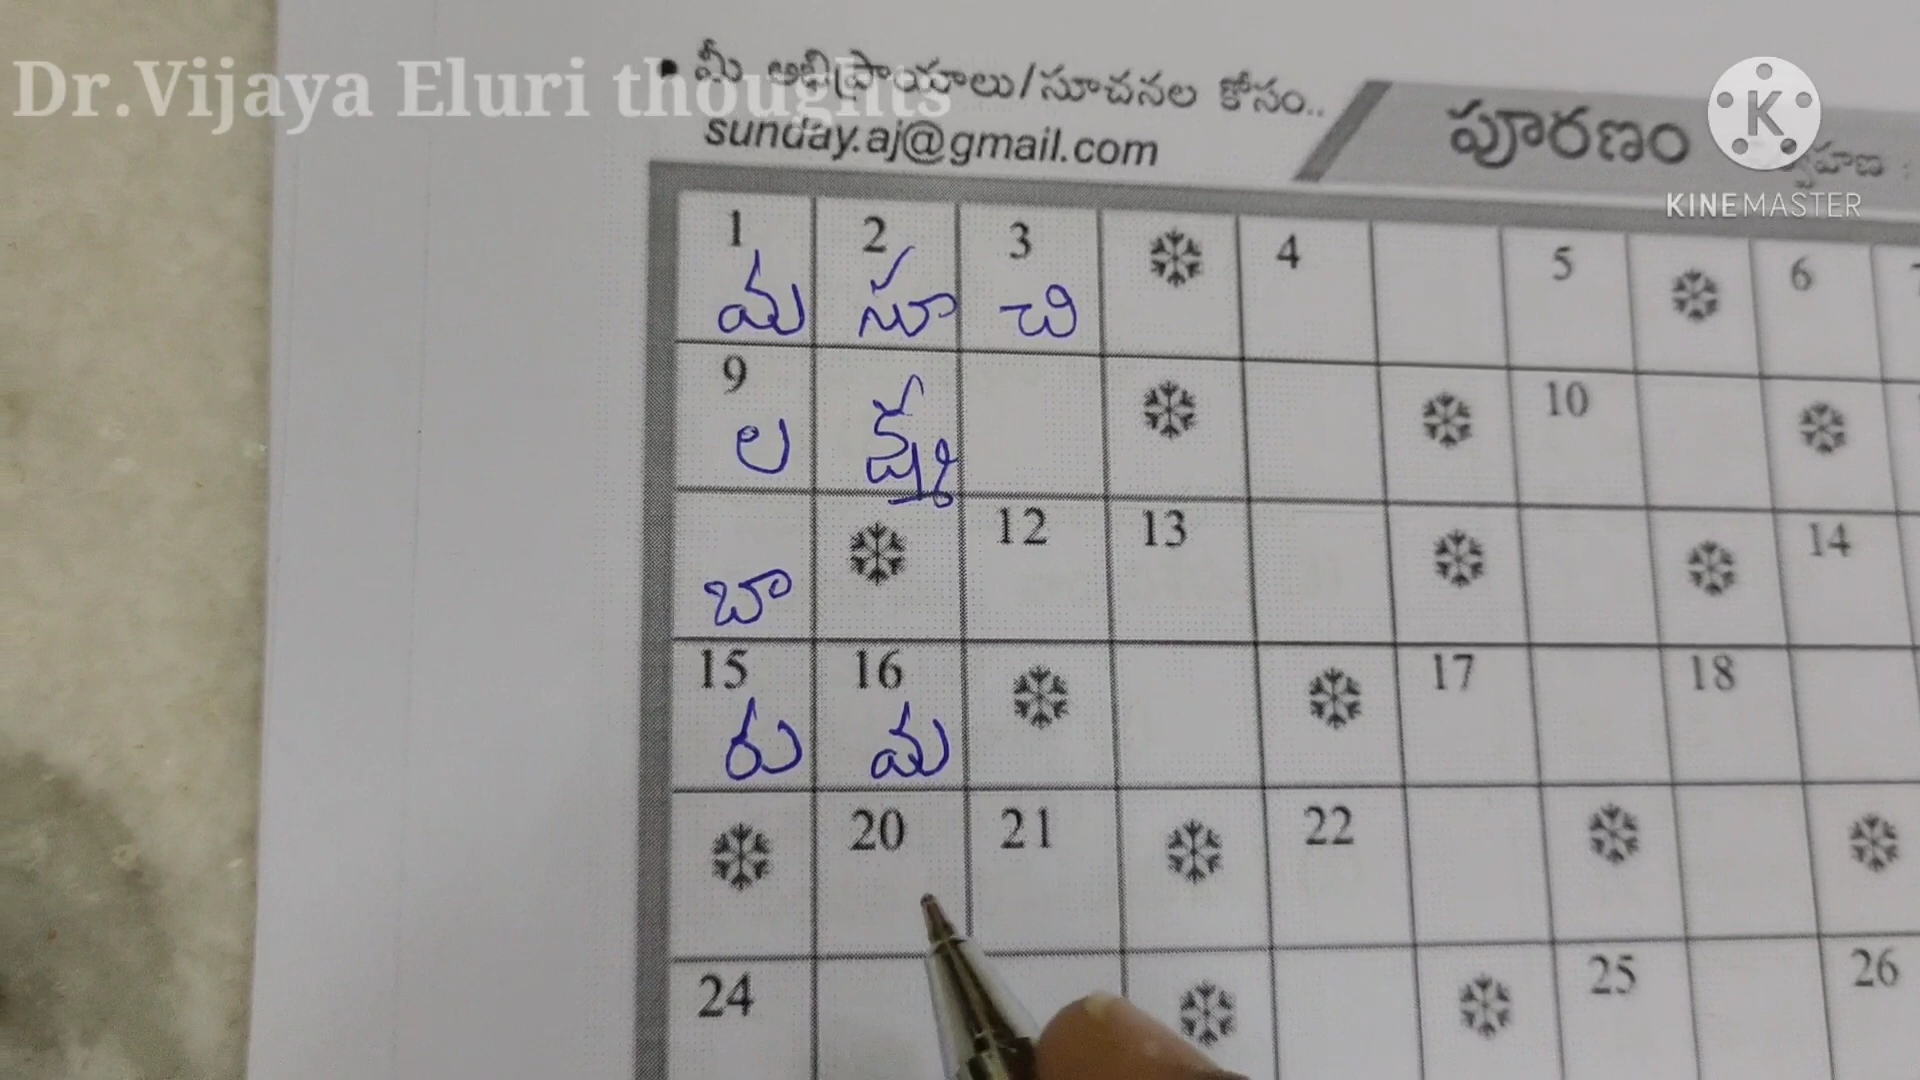 Dr.Vijaya Eluri thoughts
• మీ అభిప్రాయాలు/సూచనల కోసం..
sunday.aj@gmail.com
పూరణం
K
KINEMASTER
1 2 3 4 5 6
మ సూ చి
9 10
ల క్ష్మి
12 13 14
బా
15 16 17 18
రు మ
20 21 22
24 25 26